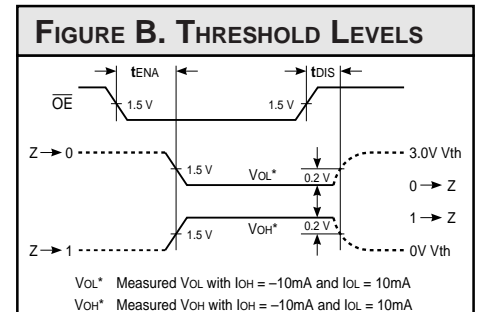 FIGURE B. THRESHOLD LEVELS
tENA tDIS
OE 1.5 V 1.5 V
Z 0 3.0V Vth
1.5 V VOL* 0.2 V
0 Z
1 Z
1.5 V VOH* 0.2 V
Z 1 0V Vth
VOL* Measured VOL with IOH = –10mA and IOL = 10mA
VOH* Measured VOH with IOH = –10mA and IOL = 10mA